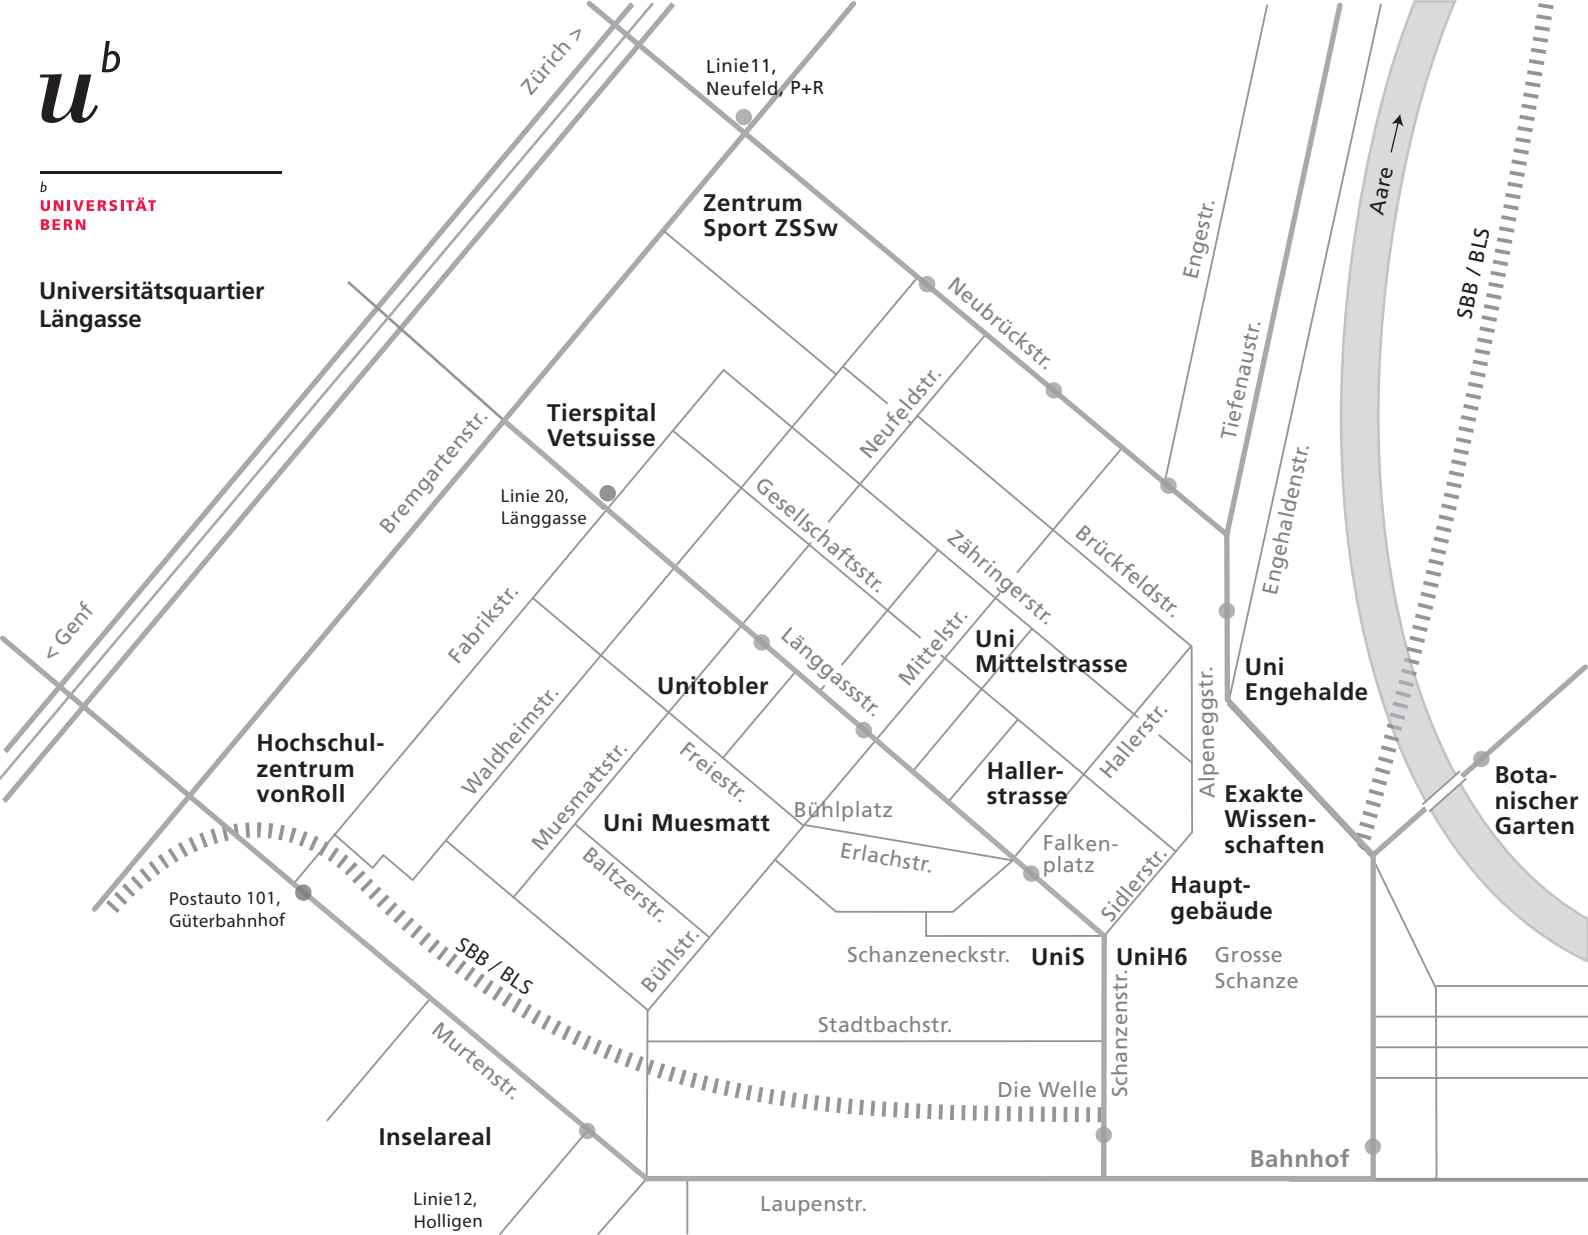 u b
b
UNIVERSITÄT
BERN
Universitätsquartier
Längasse
Zürich >
Linie11,
Neufeld, P+R
Zentrum
Sport ZSSw
Neubrückstr.
Engestr.
Tiefenaustr.
Engehaldenstr.
Aare
SBB / BLS
Bremgartenstr.
Tierspital
Vetsuisse
Linie 20,
Länggasse
Neufeldstr.
Gesellschaftsstr.
Zähringerstr.
Brückfeldstr.
< Genf
Fabrikstr.
Waldheimstr.
Muesmattstr.
Unitobler
Länggassstr.
Mittelstr.
Uni
Mittelstrasse
Uni
Engehalde
Alpeneggstr.
Hallerstr.
Haller-
strasse
Hochschul-
zentrum
vonRoll
Freiestr.
Uni Muesmatt
Bühlplatz
Erlachstr.
Falken-
platz
Exakte
Wissen-
schaften
Bota-
nischer
Garten
Baltzerstr.
Bühlstr.
Sidlerstr.
Haupt-
gebäude
Postauto 101,
Güterbahnhof
SBB / BLS
Schanzeneckstr.
UniS
UniH6
Grosse
Schanze
Stadtbachstr.
Schanzenstr.
Murtenstr.
Die Welle
Inselareal
Bahnhof
Linie12,
Holligen
Laupenstr.